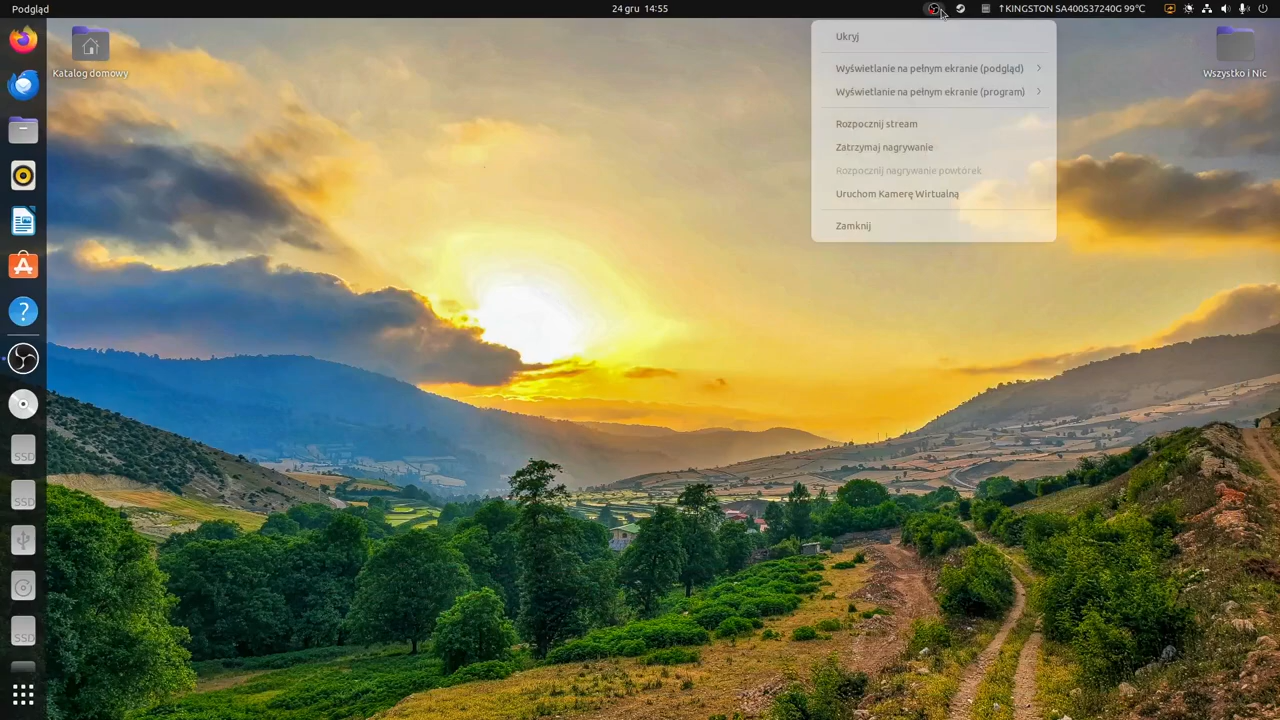 Podgląd
24 gru 14:55
↑KINGSTON SA400S37240G 99℃
Katalog domowy
Wszystko i Nic
Ukryj
Wyświetlanie na pełnym ekranie (podgląd)
Wyświetlanie na pełnym ekranie (program)
Rozpocznij stream
Zatrzymaj nagrywanie
Rozpocznij nagrywanie powtórek
Uruchom Kamerę Wirtualną
Zamknij
SSD
SSD
SSD